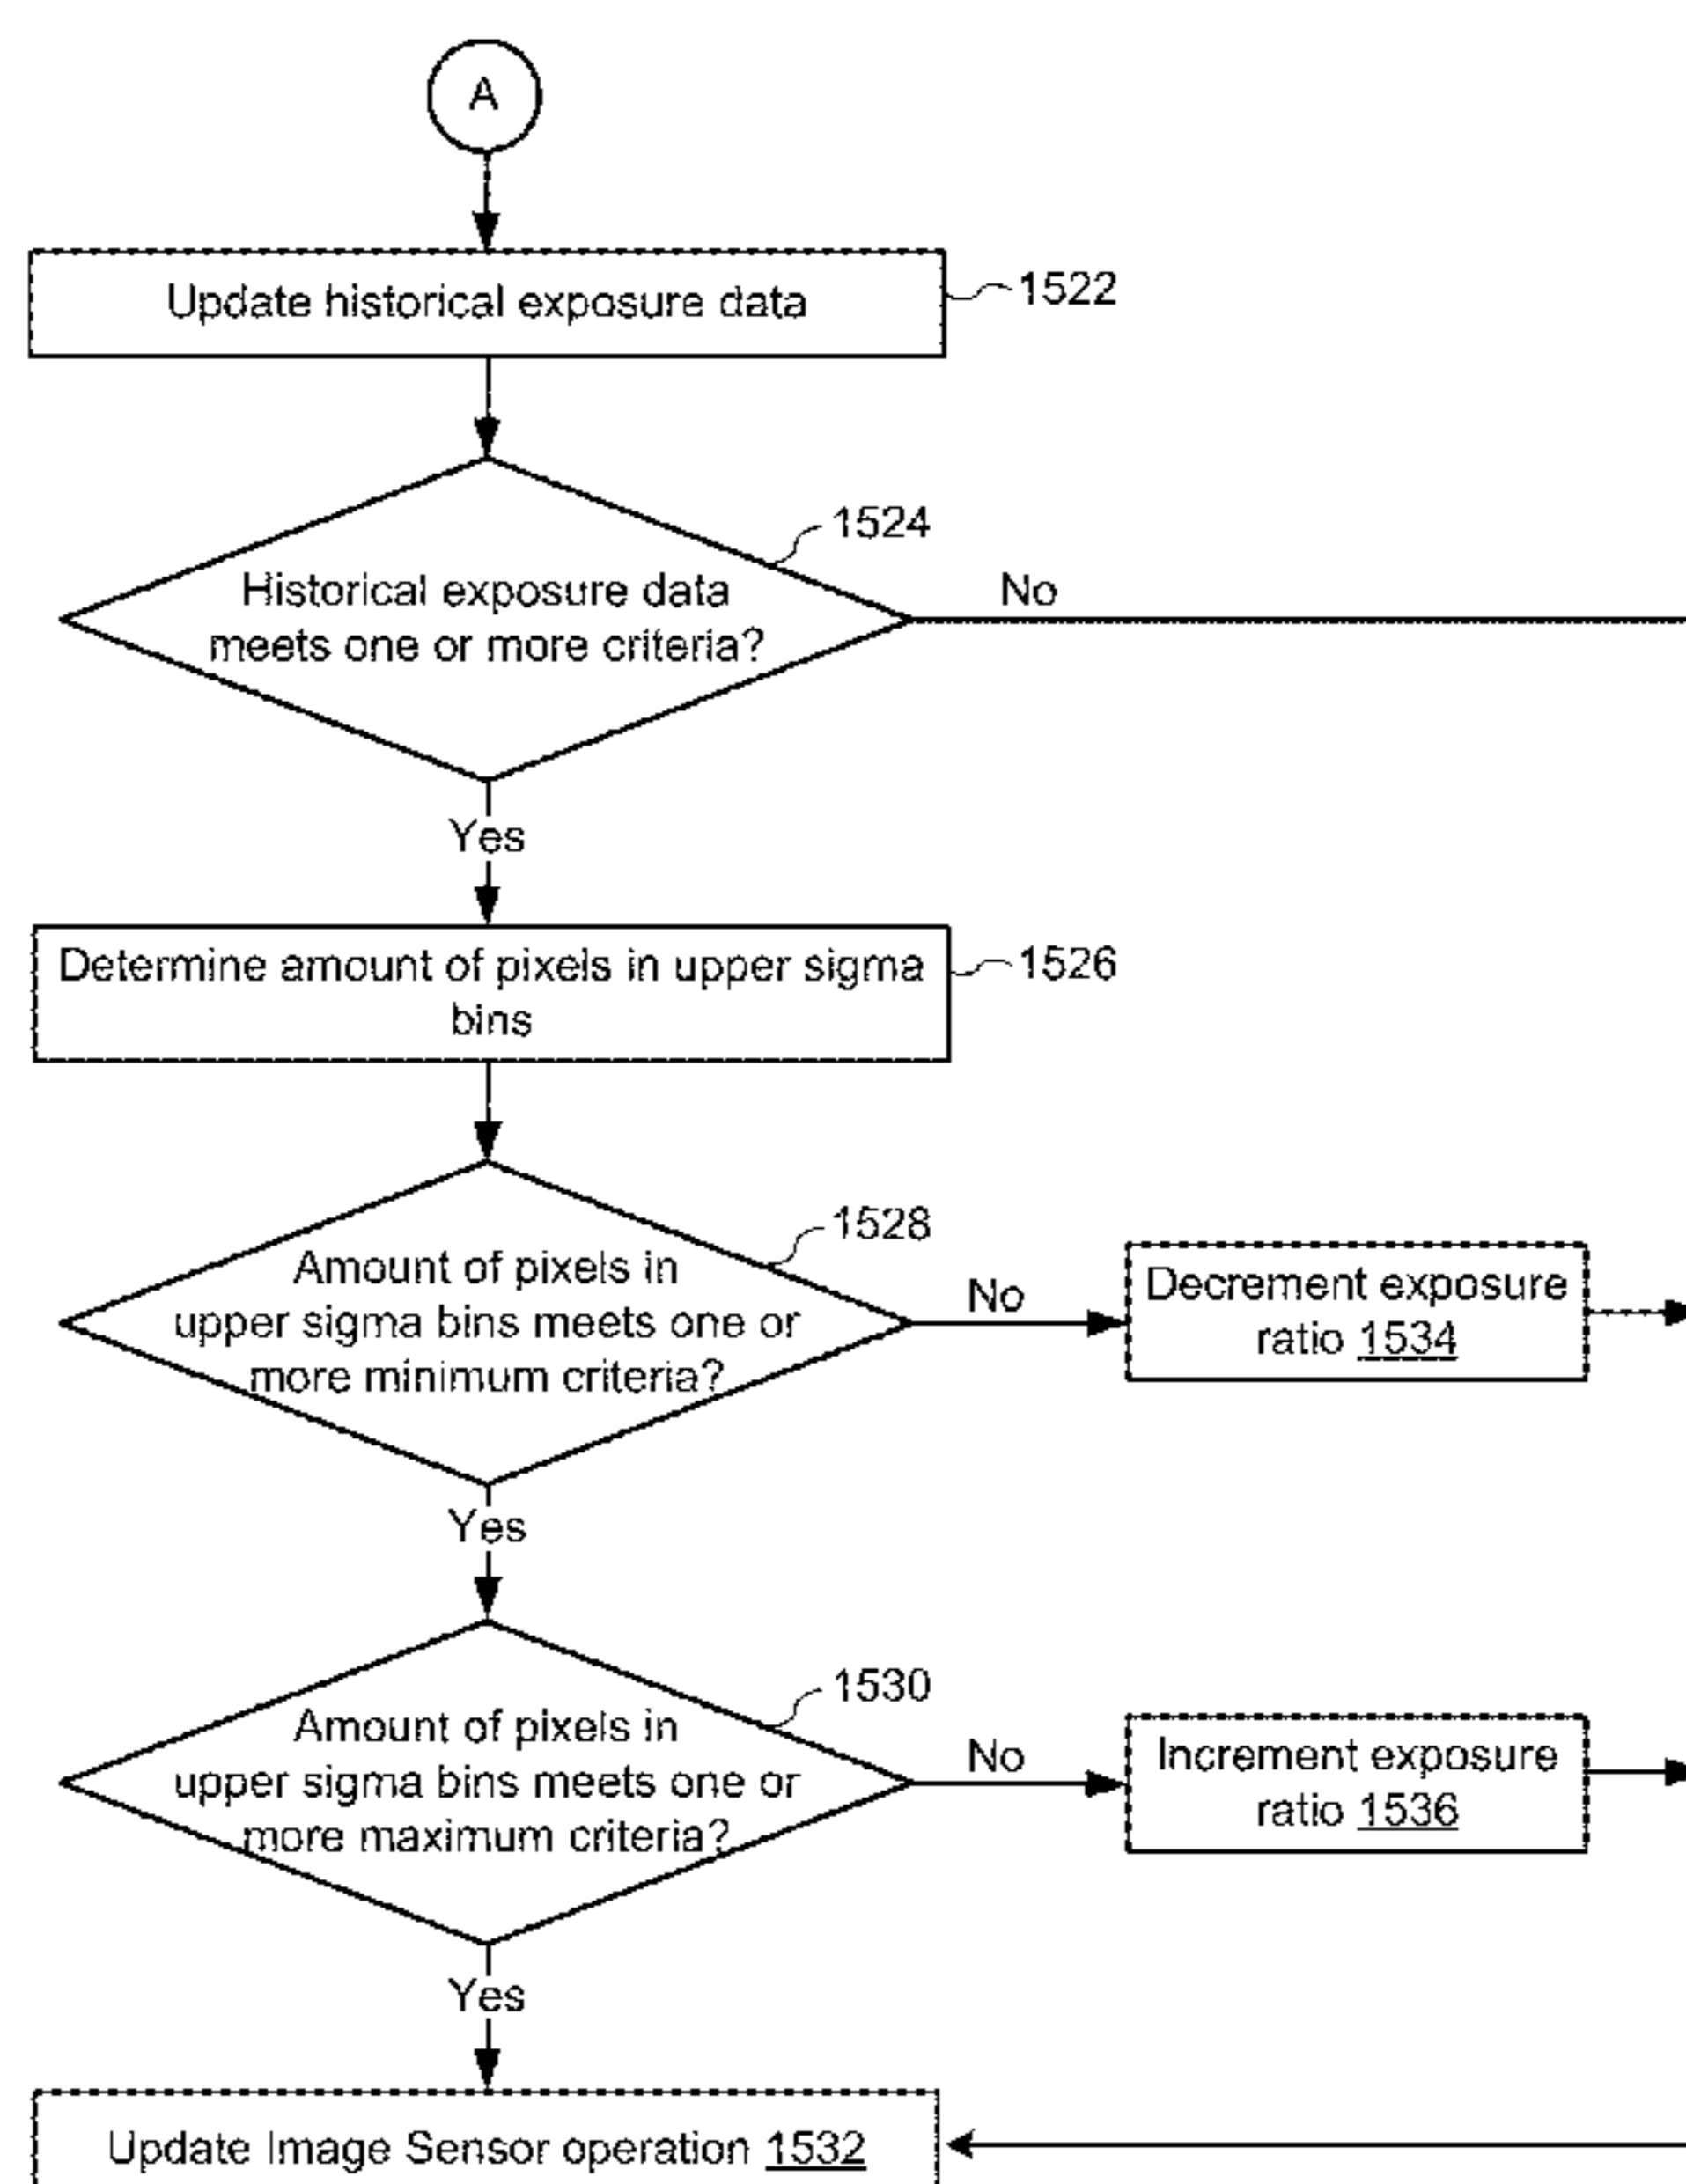 A
Update historical exposure data
1522
1524
Historical exposure data
meets one or more criteria?
No
Yes
Determine amount of pixels in upper sigma
bins
1526
1528
Amount of pixels in
upper sigma bins meets one or
more minimum criteria?
No
Decrement exposure
ratio 1534
Yes
1530
Amount of pixels in
upper sigma bins meets one or
more maximum criteria?
No
Increment exposure
ratio 1536
Yes
Update Image Sensor operation 1532